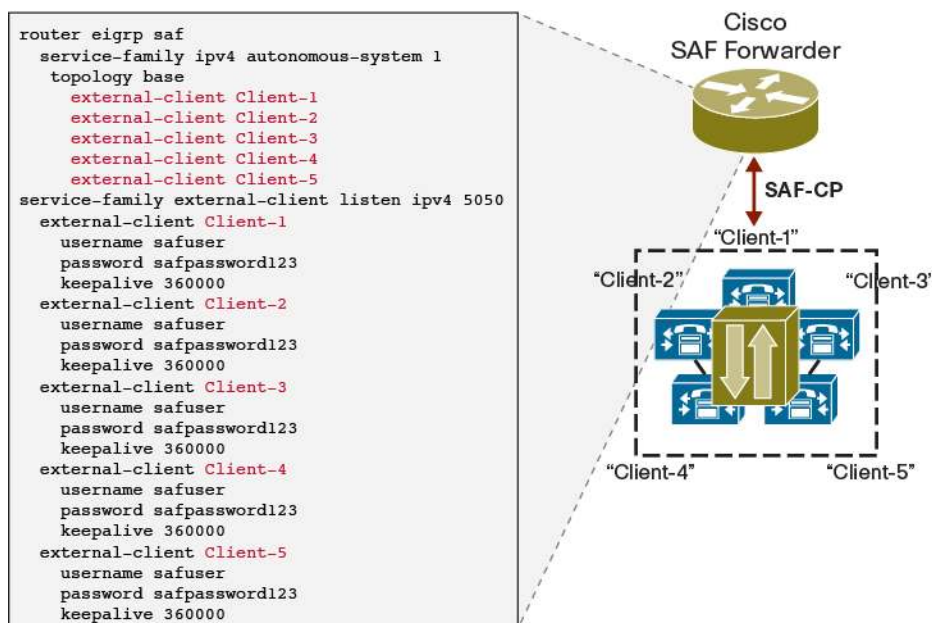 router eigrp saf
service-family ipv4 autonomous-system 1
topology base
external-client Client-1
external-client Client-2
external-client Client-3
external-client Client-4
external-client Client-5
service-family external-client listen ipv4 5050
external-client Client-1
username safuser
password safpassword123
keepalive 360000
external-client Client-2
username safuser
password safpassword123
keepalive 360000
external-client Client-3
username safuser
password safpassword123
keepalive 360000
external-client Client-4
username safuser
password safpassword123
keepalive 360000
external-client Client-5
username safuser
password safpassword123
keepalive 360000
Cisco
SAF Forwarder
SAF-CP
“Client-1”
“Client-2”
“Client-3’
“Client-4”
“Client-5”